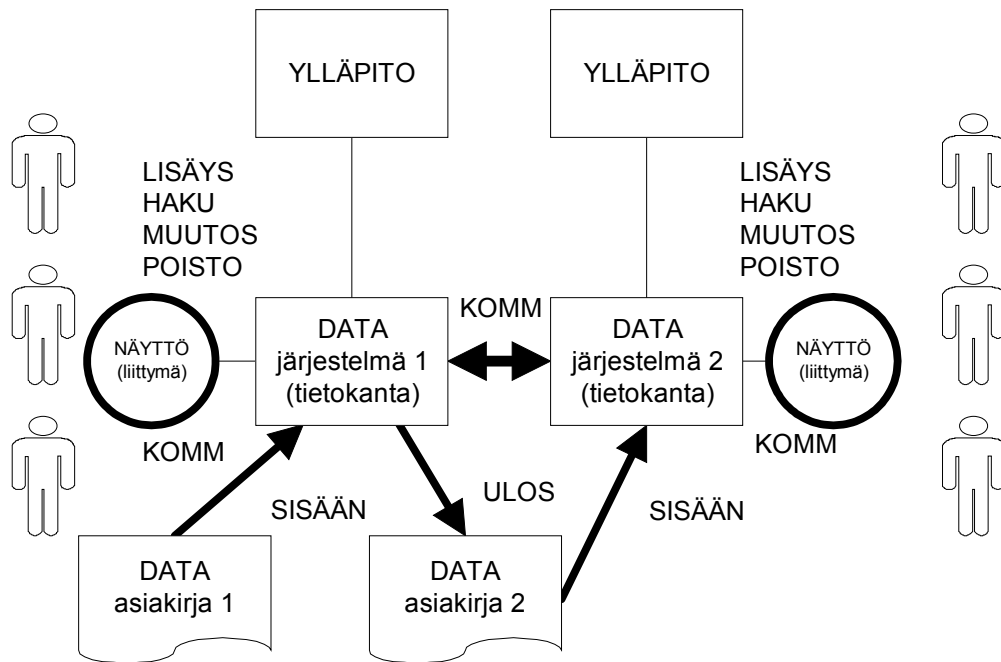 YLLÄPITO
YLLÄPITO
LISÄYS
HAKU
MUUTOS
POISTO
LISÄYS
HAKU
MUUTOS
POISTO
NÄYTTÖ
(liittymä)
DATA
järjestelmä 1
(tietokanta)
KOMM
DATA
järjestelmä 2
(tietokanta)
NÄYTTÖ
(liittymä)
KOMM
KOMM
SISÄÄN
ULOS
SISÄÄN
DATA
asiakirja 1
DATA
asiakirja 2